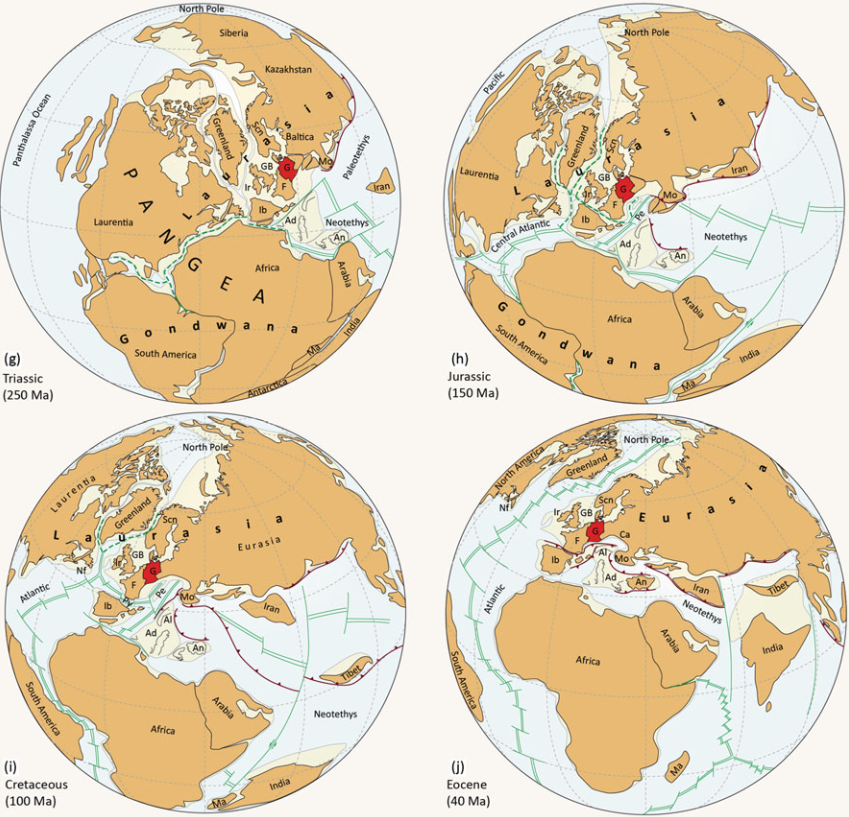 North Pole
Siberia
Kazakhstan
Panthalassa Ocean
Laurasia
Greenland
Scn
Baltica
Paleotethys
GB
G
Mo
Ir
F
Iran
Laurentia
Ib
Ad
Neotethys
An
PANGEA
Africa
Arabia
Gondwana
India
South America
Ma
Antarctica
(g)
Triassic
(250 Ma)
North Pole
Pacific
Laurasia
Greenland
Scn
GB
Laurentia
Ir
G
F
Mo
Iran
Ib
Pe
Central Atlantic
Ad
Neotethys
An
Africa
Arabia
Gondwana
South America
India
Ma
(h)
Jurassic
(150 Ma)
North Pole
Laurentia
Greenland
Scn
Laurasia
Eurasia
GB
Ir
Nf
G
F
Atlantic
Pe
Mo
Ib
Al
Iran
Ad
An
Tibet
South America
Arabia
Africa
Neotethys
India
Ma
(i)
Cretaceous
(100 Ma)
North Pole
North America
Greenland
Eurasia
Nf
Scn
Ir
GB
G
F
Ca
Ib
Al
Mo
Ad
An
Iran
Tibet
Neotethys
Atlantic
Arabia
India
Africa
South America
Ma
(j)
Eocene
(40 Ma)